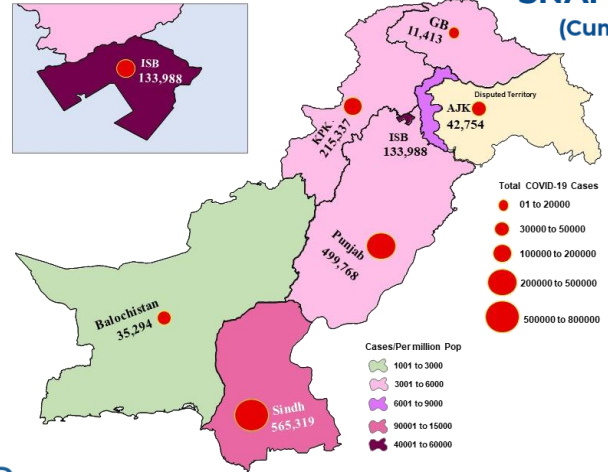 (Cum
GB
11,413
ISB
133,988
Disputed Territory
AJK
42,754
KPK
215,337
ISB
133,988
Punjab
499,768
Balochistan
35,294
Sindh
565,319
Total COVID-19 Cases
01 to 20000
30000 to 50000
100000 to 200000
200000 to 500000
500000 to 800000
Cases/Per million Pop
1001 to 3000
3001 to 6000
6001 to 9000
90001 to 15000
40001 to 60000